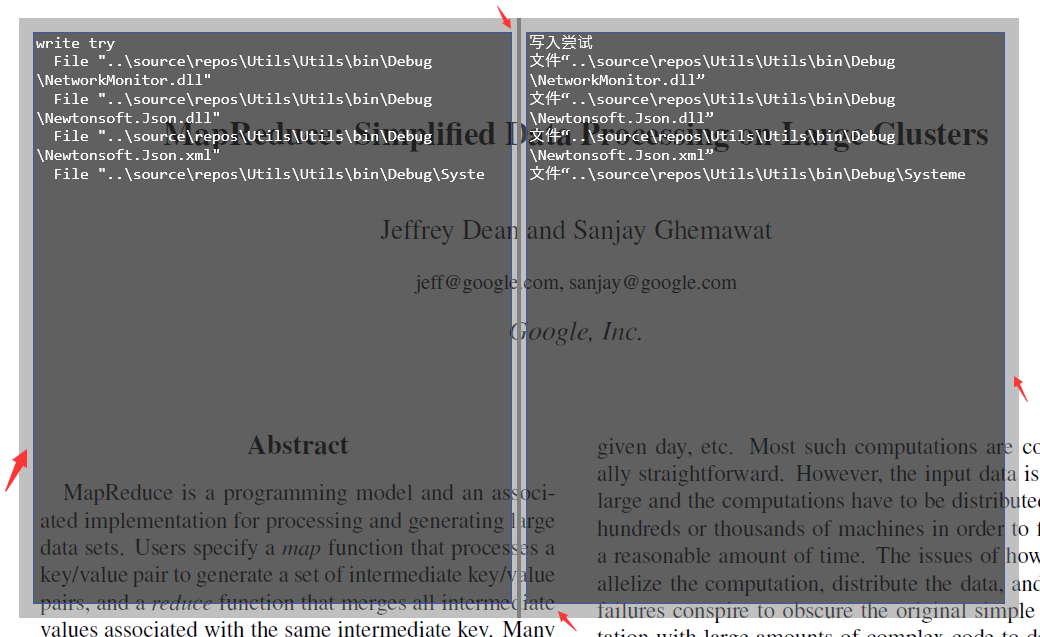 write try
File "..\source\repos\Utils\Utils\bin\Debug
\NetworkMonitor.dll"
File "..\source\repos\Utils\Utils\bin\Debug
\Newtonsoft.Json.dll"
File "..\source\repos\Utils\Utils\bin\Debug
\Newtonsoft.Json.xml"
File "..\source\repos\Utils\Utils\bin\Debug\Syste
写入尝试
文件“..\source\repos\Utils\Utils\bin\Debug
\NetworkMonitor.dll”
文件“..\source\repos\Utils\Utils\bin\Debug
\Newtonsoft.Json.dll”
文件“..\source\repos\Utils\Utils\bin\Debug
\Newtonsoft.Json.xml”
文件“..\source\repos\Utils\Utils\bin\Debug\Systeme
MapReduce: Simplified Data Processing on Large Clusters
Jeffrey Dean and Sanjay Ghemawat
jeff@google.com, sanjay@google.com
Google, Inc.
Abstract
MapReduce is a programming model and an associ-
ated implementation for processing and generating large
data sets. Users specify a map function that processes a
key/value pair to generate a set of intermediate key/value
pairs, and a reduce function that merges all intermediate
values associated with the same intermediate key. Many
given day, etc. Most such computations are co
ally straightforward. However, the input data is
large and the computations have to be distributed
hundreds or thousands of machines in order to f
a reasonable amount of time. The issues of how
allelize the computation, distribute the data, and
failures conspire to obscure the original simple
tation with large amounts of complex code to d